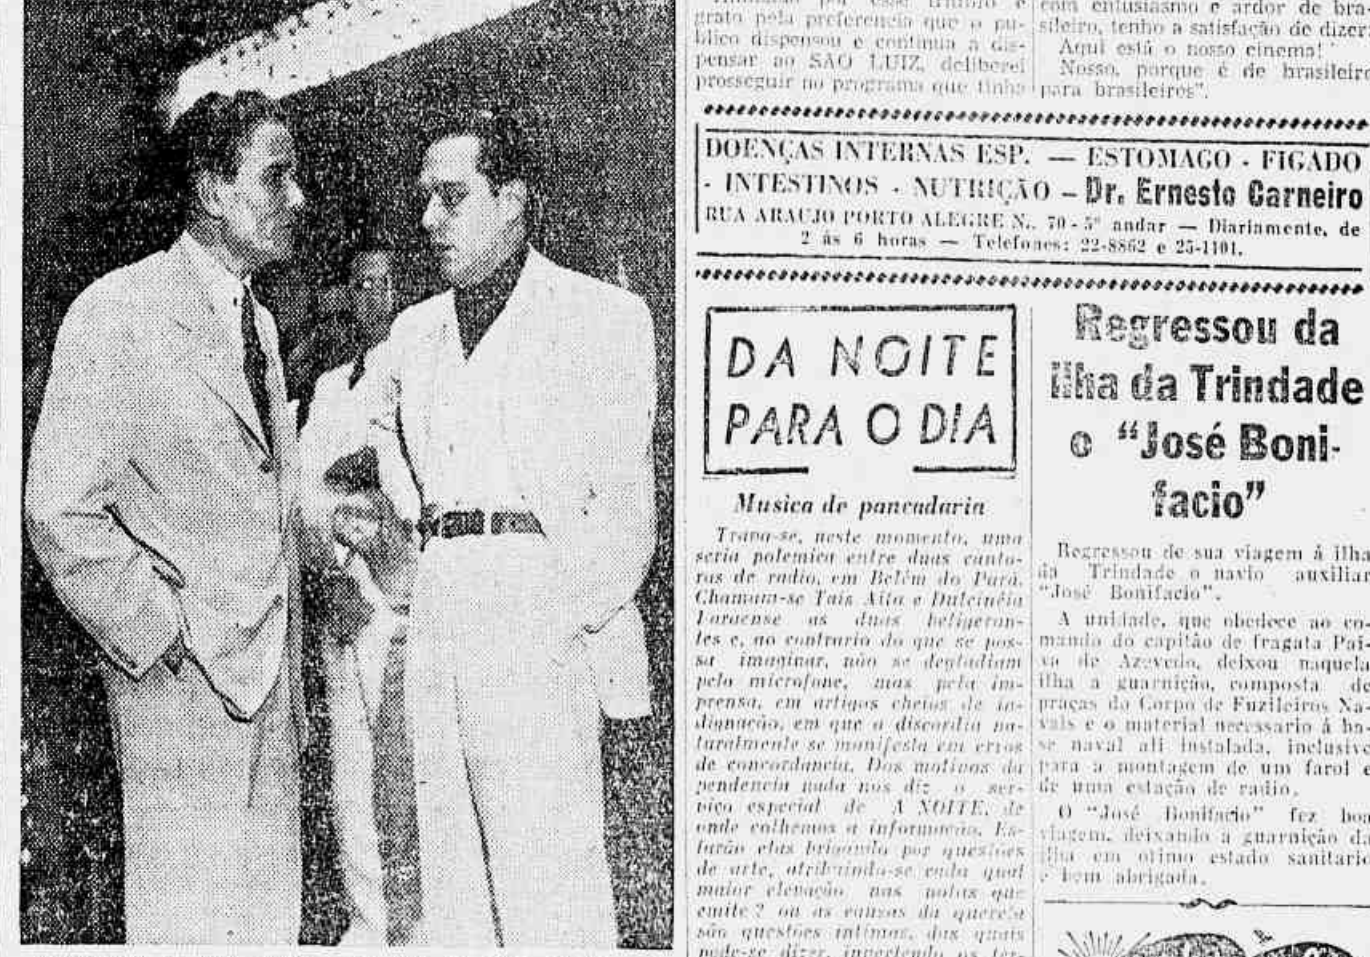 grato pela preferencia que o pu-
blico dispensou e continua a dis-
pensar ao SÃO LUIZ, deliberei
prosseguir no programa que tinha
com entusiasmo e ardor de bra-
sileiro, tenho a satisfação de dizer:
Aqui está o nosso cinema!
Nosso, porque é de brasileiro
para brasileiros".
DOENÇAS INTERNAS ESP. — ESTOMAGO - FIGADO
- INTESTINOS - NUTRIÇÃO - Dr. Ernesto Carneiro
RUA ARAUJO PORTO ALEGRE N. 70 - 5º andar — Diariamente, de
2 ás 6 horas — Telefones: 22-8862 e 25-1101.
DA NOITE
PARA O DIA
Musica de pancadaria
Trava-se, neste momento, uma
seria polemica entre duas canto-
ras de radio, em Belém do Pará.
Chamam-se Tais Aita e Dulcinéia
Paraense as duas beligeran-
tes e, ao contrario do que se pos-
sa imaginar, não se degladiam
pelo microfone, mas pela im-
prensa, em artigos cheios de in-
dignação, em que a discordia na-
turalmente se manifesta em erros
de concordancia. Dos motivos da
pendencia nada nos diz o ser-
viço especial de A NOITE, de
onde colhemos a informação. Es-
tarão elas brigando por questões
de arte, atribuindo-se cada qual
maior elevação nas notas que
emite? ou as causas da querela
são questões intimas, das quais
pode-se dizer, invertendo os ter-
Regressou da
ilha da Trindade
o "José Boni-
facio"
Regressou de sua viagem á ilha
da Trindade o navio auxiliar
"José Bonifacio".
A unidade, que obedece ao co-
mando do capitão de fragata Pai-
va de Azevedo, deixou naquela
ilha a guarnição, composta de
praças do Corpo de Fuzileiros Na-
vais e o material necessario á ba-
se naval ali instalada, inclusive
para a montagem de um farol e
de uma estação de radio.
O "José Bonifacio" fez boa
viagem, deixando a guarnição da
ilha em otimo estado sanitario
e bem abrigada.